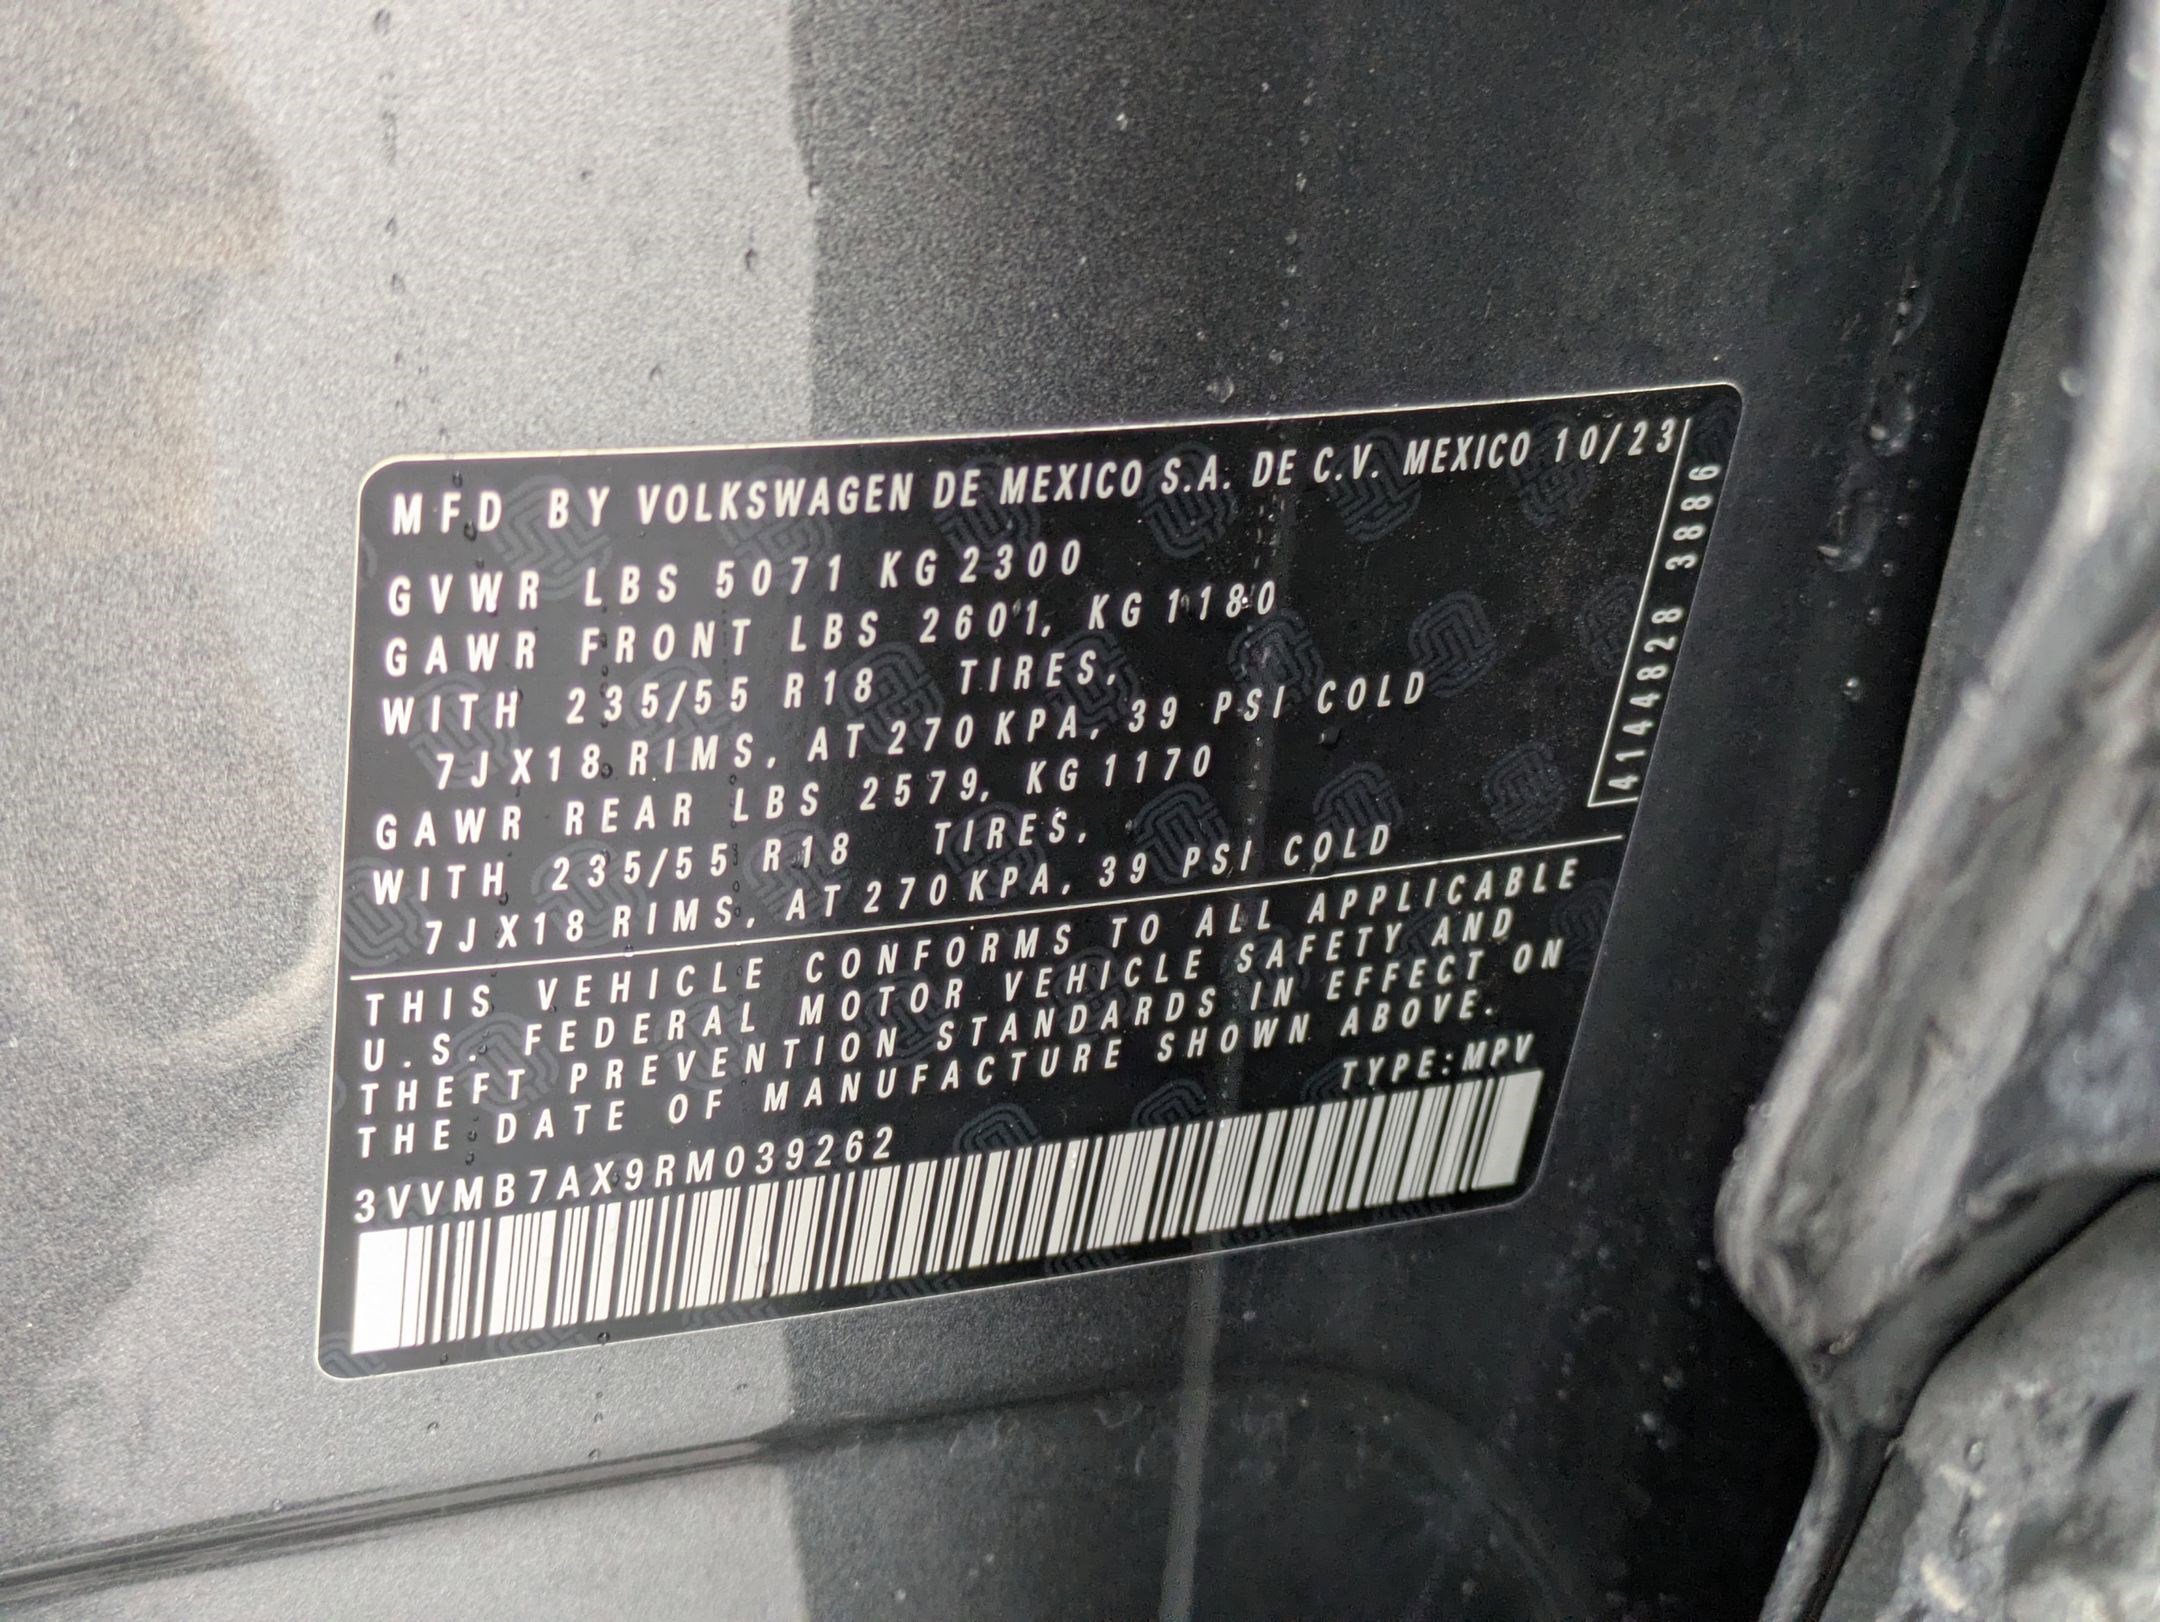 MFD BY VOLKSWAGEN DE MEXICO S.A. DE C.V. MEXICO 10/23
GVWR LBS 5071 KG 2300
GAWR FRONT LBS 2601, KG 1180
WITH 235/55 R18 TIRES,
7JX18 RIMS, AT 270 KPA, 39 PSI COLD
GAWR REAR LBS 2579, KG 1170
WITH 235/55 R18 TIRES,
7JX18 RIMS, AT 270 KPA, 39 PSI COLD
4144828 3886
THIS VEHICLE CONFORMS TO ALL APPLICABLE
U.S. FEDERAL MOTOR VEHICLE SAFETY AND
THEFT PREVENTION STANDARDS IN EFFECT ON
THE DATE OF MANUFACTURE SHOWN ABOVE.
TYPE:MPV
3VVMB7AX9RM039262